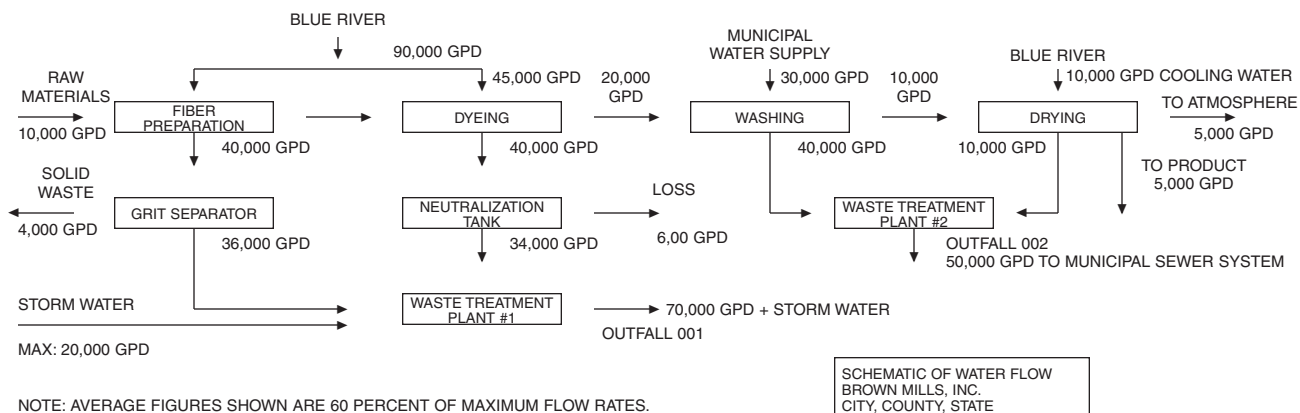 BLUE RIVER
90,000 GPD
MUNICIPAL
WATER SUPPLY
BLUE RIVER
RAW
MATERIALS
10,000 GPD
FIBER
PREPARATION
40,000 GPD
45,000 GPD
DYEING
40,000 GPD
20,000
GPD
30,000 GPD
WASHING
40,000 GPD
10,000
GPD
10,000 GPD COOLING WATER
DRYING
10,000 GPD
TO ATMOSPHERE
5,000 GPD
TO PRODUCT
5,000 GPD
SOLID
WASTE
4,000 GPD
GRIT SEPARATOR
36,000 GPD
NEUTRALIZATION
TANK
34,000 GPD
LOSS
6,00 GPD
WASTE TREATMENT
PLANT #2
OUTFALL 002
50,000 GPD TO MUNICIPAL SEWER SYSTEM
STORM WATER
MAX: 20,000 GPD
WASTE TREATMENT
PLANT #1
70,000 GPD + STORM WATER
OUTFALL 001
NOTE: AVERAGE FIGURES SHOWN ARE 60 PERCENT OF MAXIMUM FLOW RATES.
SCHEMATIC OF WATER FLOW
BROWN MILLS, INC.
CITY, COUNTY, STATE